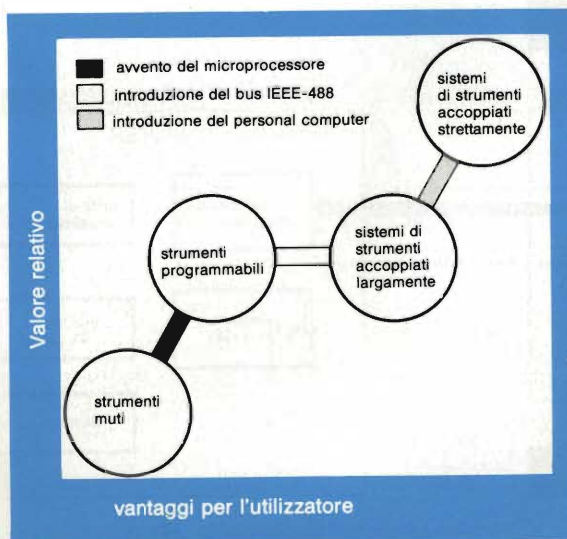 avvento del microprocessore
introduzione del bus IEEE-488
introduzione del personal computer
sistemi
di strumenti
accoppiati
strettamente
strumenti
programmabili
sistemi di
strumenti
accoppiati
largamente
strumenti
muti
Valore relativo
vantaggi per l'utilizzatore